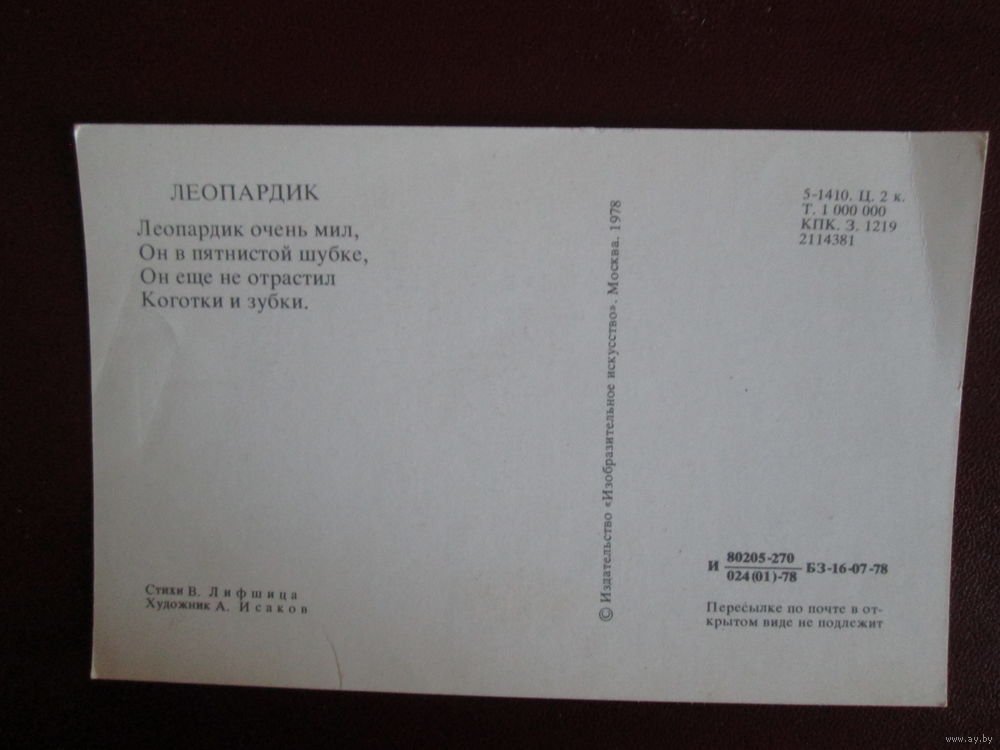 ЛЕОПАРДИК
Леопардик очень мил,
Он в пятнистой шубке,
Он еще не отрастил
Коготки и зубки.
Стихи В. Лифшица
Художник А. Исаков
© Издательство «Изобразительное искусство». Москва. 1978
5-1410. Ц. 2 к.
Т. 1 000 000
КПК. З. 1219
2114381
И 80205-270 БЗ-16-07-78
024(01)-78
Пересылке по почте в от-
крытом виде не подлежит
www.ay.by